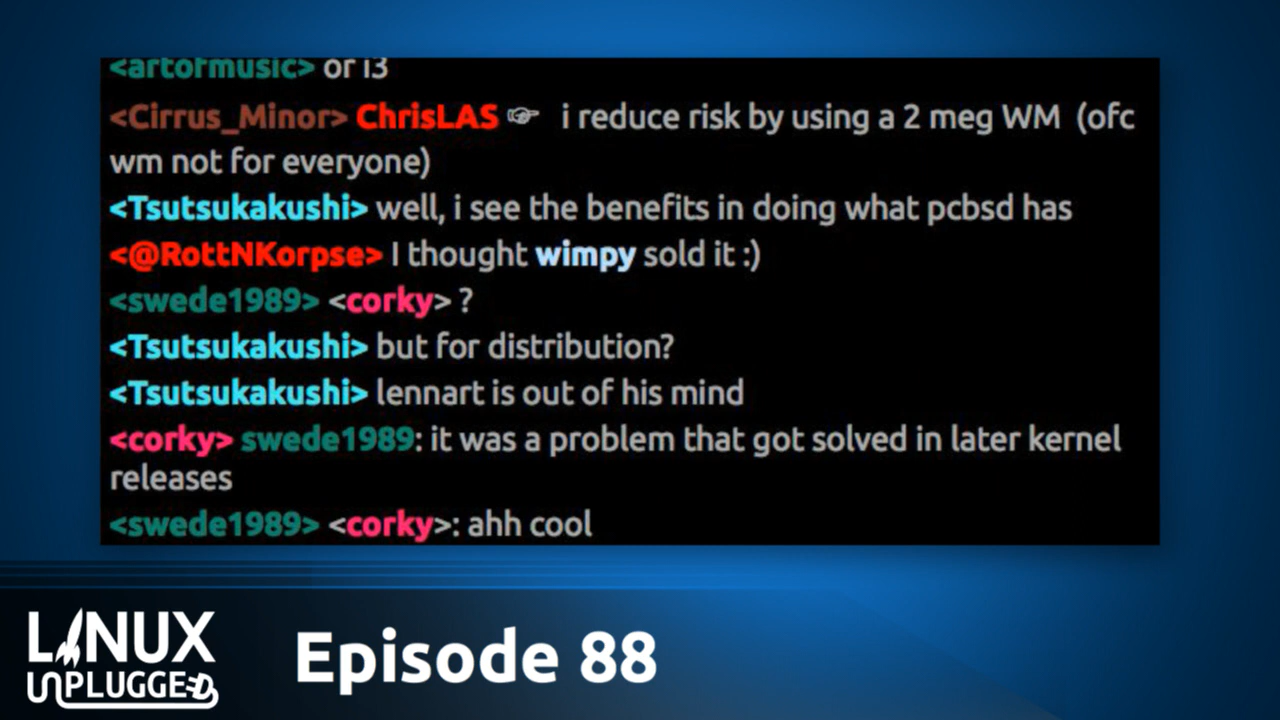 <artofmusic> or i3
<Cirrus_Minor> ChrisLAS ☞ i reduce risk by using a 2 meg WM (ofc
wm not for everyone)
<Tsutsukakushi> well, i see the benefits in doing what pcbsd has
<@RottNKorpse> I thought wimpy sold it :)
<swede1989> <corky> ?
<Tsutsukakushi> but for distribution?
<Tsutsukakushi> lennart is out of his mind
<corky> swede1989: it was a problem that got solved in later kernel
releases
<swede1989> <corky>: ahh cool
LINUX
UNPLUGGED
Episode 88